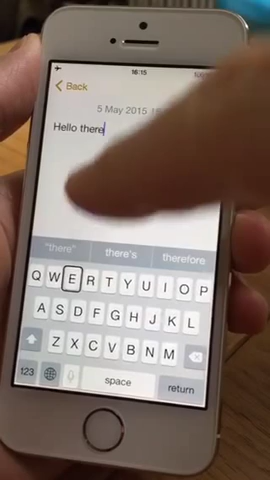 16:15
Back
5 May 2015
Hello there
"there" there's therefore
Q W E R T Y U I O P
A S D F G H J K L
Z X C V B N M
123 space return